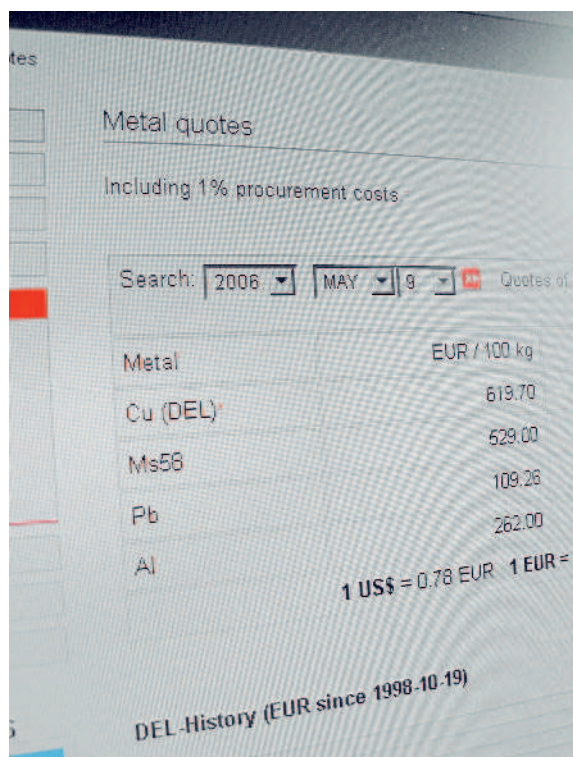 tes
Metal quotes
Including 1% procurement costs.
Search: 2006 MAY 9 Quotes of
Metal EUR / 100 kg
Cu (DEL)* 619.70
Ms58 529.00
Pb 109.26
Al 262.00
1 US$ = 0.78 EUR 1 EUR =
DEL-History (EUR since 1998-10-19)